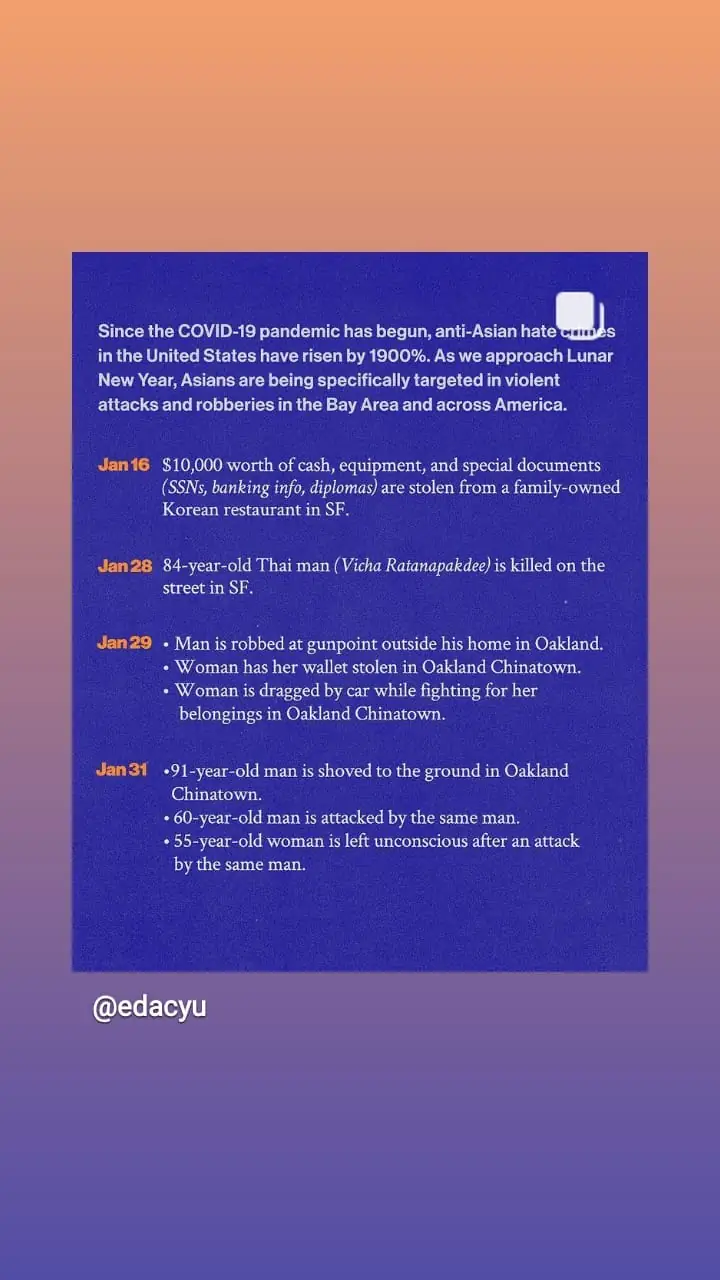 Since the COVID-19 pandemic has begun, anti-Asian hate crimes
in the United States have risen by 1900%. As we approach Lunar
New Year, Asians are being specifically targeted in violent
attacks and robberies in the Bay Area and across America.
Jan 16 $10,000 worth of cash, equipment, and special documents
(SSNs, banking info, diplomas) are stolen from a family-owned
Korean restaurant in SF.
Jan 28 84-year-old Thai man (Vicha Ratanapakdee) is killed on the
street in SF.
Jan 29 • Man is robbed at gunpoint outside his home in Oakland.
• Woman has her wallet stolen in Oakland Chinatown.
• Woman is dragged by car while fighting for her
belongings in Oakland Chinatown.
Jan 31 •91-year-old man is shoved to the ground in Oakland
Chinatown.
• 60-year-old man is attacked by the same man.
• 55-year-old woman is left unconscious after an attack
by the same man.
@edacyu